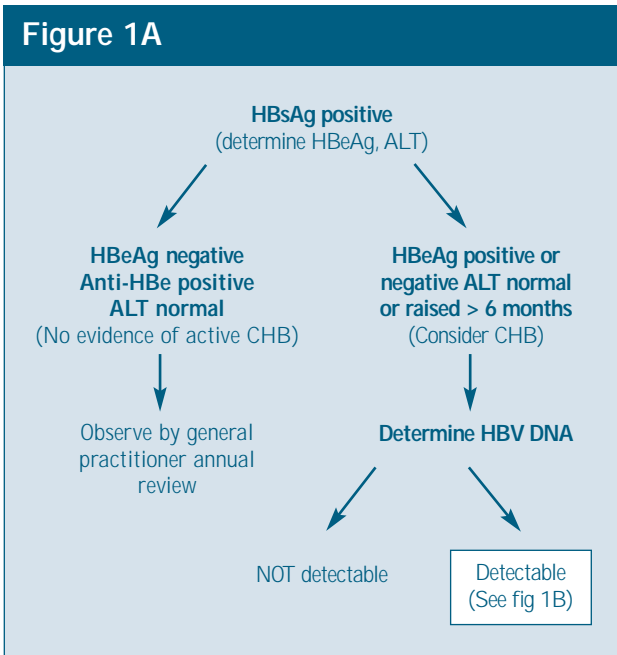 Figure 1A
HBsAg positive
(determine HBeAg, ALT)
HBeAg negative
Anti-HBe positive
ALT normal
(No evidence of active CHB)
HBeAg positive or
negative ALT normal
or raised > 6 months
(Consider CHB)
Observe by general
practitioner annual
review
Determine HBV DNA
NOT detectable
Detectable
(See fig 1B)